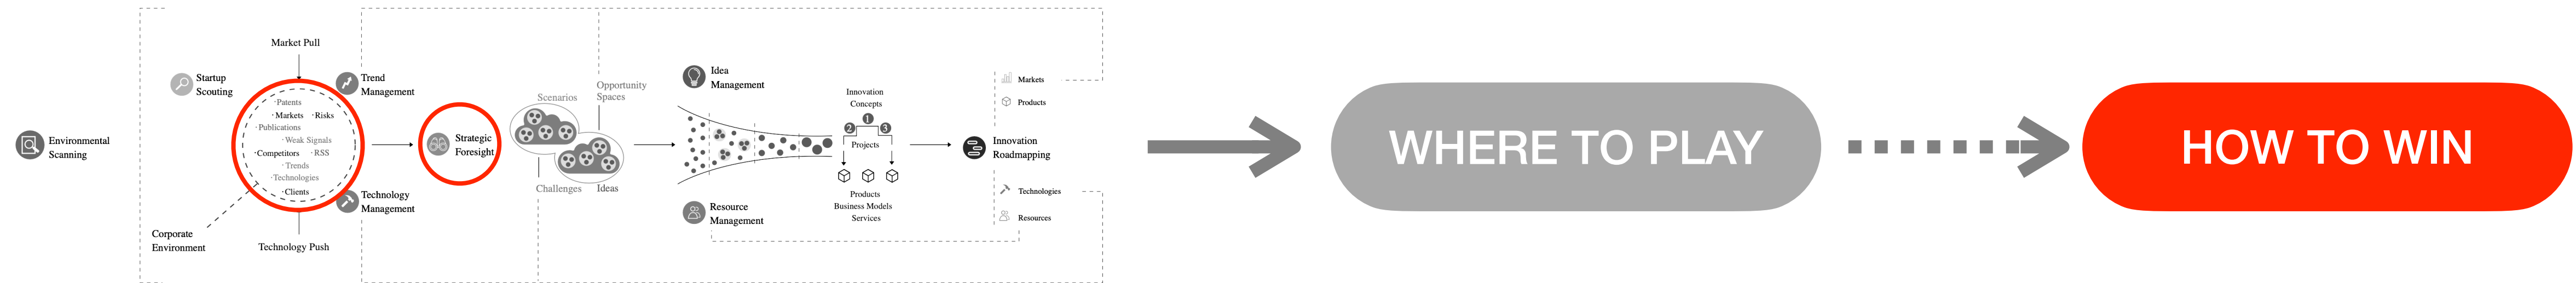 Environmental
Scanning
Startup
Scouting
Market Pull
Trend
Management
· Patents
· Markets · Risks
· Publications
· Weak Signals
· Competitors · RSS
· Trends
· Technologies
· Clients
Technology
Management
Corporate
Environment
Technology Push
Strategic
Foresight
Scenarios
Opportunity
Spaces
Challenges Ideas
Idea
Management
Resource
Management
Innovation
Concepts
1
2 3
Projects
Products
Business Models
Services
Innovation
Roadmapping
Markets
Products
Technologies
Resources
WHERE TO PLAY
HOW TO WIN